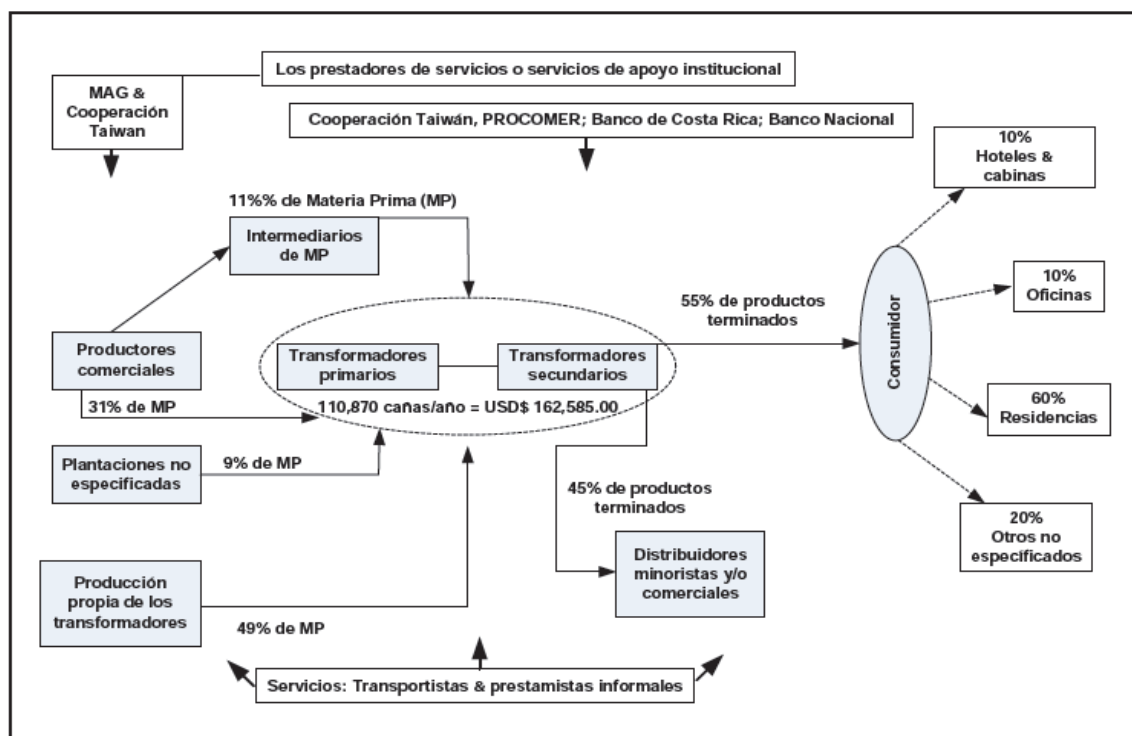 Los prestadores de servicios o servicios de apoyo institucional
MAG &
Cooperación
Taiwan
Cooperación Taiwán, PROCOMER; Banco de Costa Rica; Banco Nacional
10%
Hoteles &
cabinas
11%% de Materia Prima (MP)
Intermediarios
de MP
10%
Oficinas
55% de productos
terminados
Consumidor
Productores
comerciales
Transformadores
primarios
Transformadores
secundarios
31% de MP
110,870 cañas/año = USD$ 162,585.00
60%
Residencias
Plantaciones no
especificadas
9% de MP
45% de productos
terminados
20%
Otros no
específicados
Distribuidores
minoristas y/o
comerciales
Producción
propia de los
transformadores
49% de MP
Servicios: Transportistas & prestamistas informales